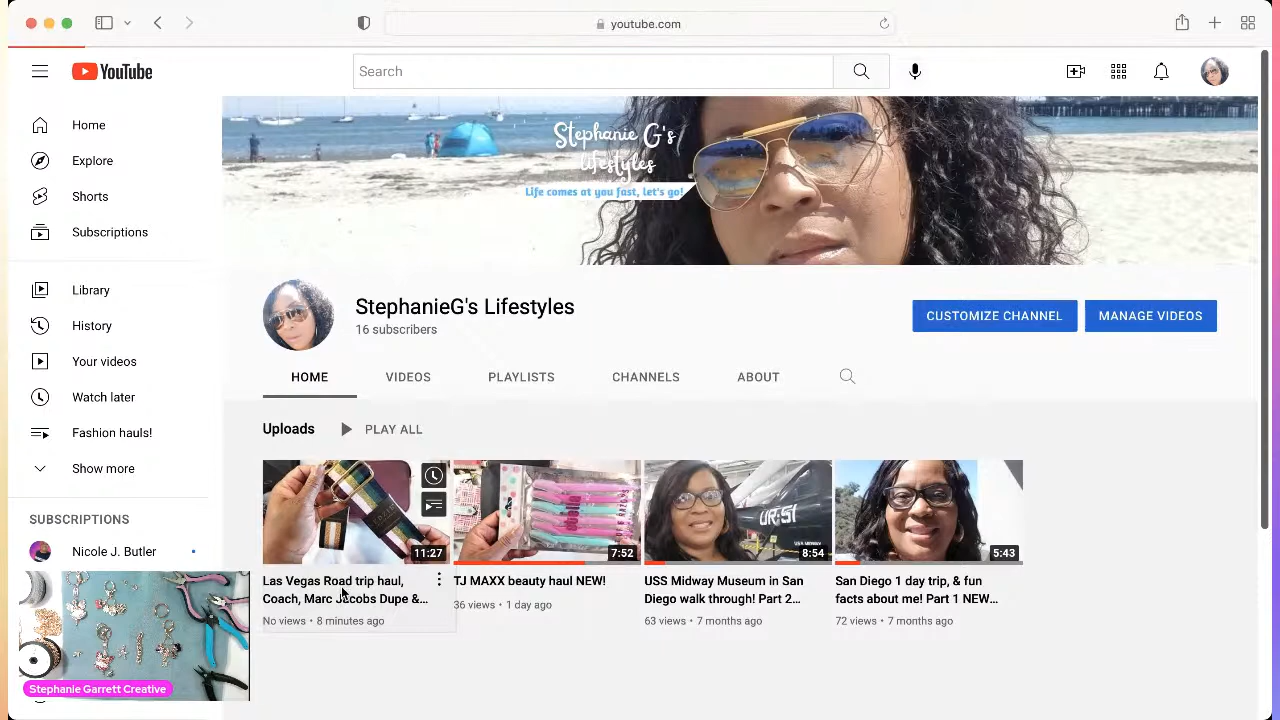 youtube.com
YouTube
Search
Home
Explore
Shorts
Subscriptions
Library
History
Your videos
Watch later
Fashion hauls!
Show more
SUBSCRIPTIONS
Nicole J. Butler
Stephanie Garrett Creative
Stephanie G's
lifestyles
Life comes at you fast, let's go!
StephanieG's Lifestyles
16 subscribers
CUSTOMIZE CHANNEL
MANAGE VIDEOS
HOME
VIDEOS
PLAYLISTS
CHANNELS
ABOUT
Uploads
PLAY ALL
11:27
Las Vegas Road trip haul,
Coach, Marc Jacobs Dupe &...
No views • 8 minutes ago
7:52
TJ MAXX beauty haul NEW!
36 views • 1 day ago
8:54
USS Midway Museum in San
Diego walk through! Part 2...
63 views • 7 months ago
5:43
San Diego 1 day trip, & fun
facts about me! Part 1 NEW...
72 views • 7 months ago